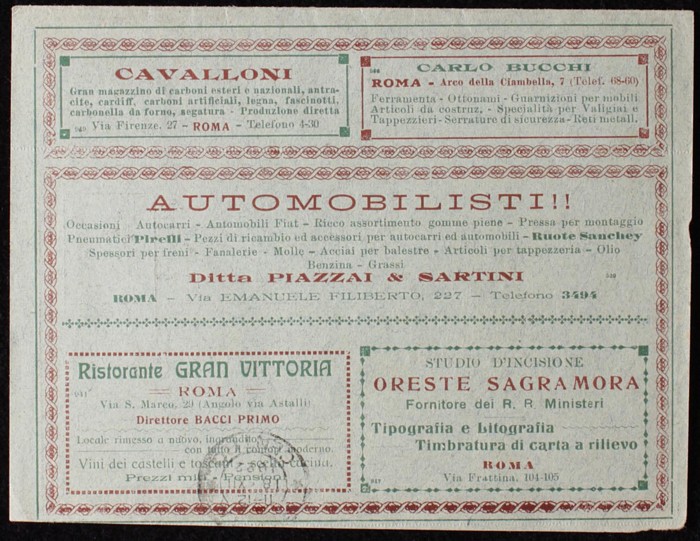 CAVALLONI
Gran magazzino di carboni esteri e nazionali, antra-
cite, cardiff, carboni artificiali, legna, fascinotti,
carbonella da forno, segatura - Produzione diretta
Via Firenze, 27 - ROMA - Telefono 4-30
CARLO BUCCHI
ROMA - Arco della Ciambella, 7 (Telef. 68-60)
Ferramenta - Ottonami - Guarnizioni per mobili
Articoli da costruz. - Specialità per Valigiai e
Tappezzieri - Serrature di sicurezza - Reti metall.
AUTOMOBILISTI!!
Occasioni - Autocarri - Automobili Fiat - Ricco assortimento gomme piene - Pressa per montaggio
Pneumatici Pirelli - Pezzi di ricambio ed accessori per autocarri ed automobili - Ruote Sanchey
Spessori per freni - Fanalerie - Molle - Acciai per balestre - Articoli per tappezzeria - Olio
Benzina - Grassi
Ditta PIAZZAI & SARTINI
ROMA - Via EMANUELE FILIBERTO, 227 - Telefono 3494
Ristorante GRAN VITTORIA
ROMA
Via S. Marco, 29 (Angolo via Astalli)
Direttore BACCI PRIMO
Locale rimesso a nuovo, ingrandito
con tutto il comfort moderno
Vini dei castelli e toscani - scelta cucina
Prezzi miti - Pensioni
STUDIO D'INCISIONE
ORESTE SAGRAMORA
Fornitore dei R. R. Ministeri
Tipografia e Litografia
Timbratura di carta a rilievo
ROMA
Via Frattina, 104-105